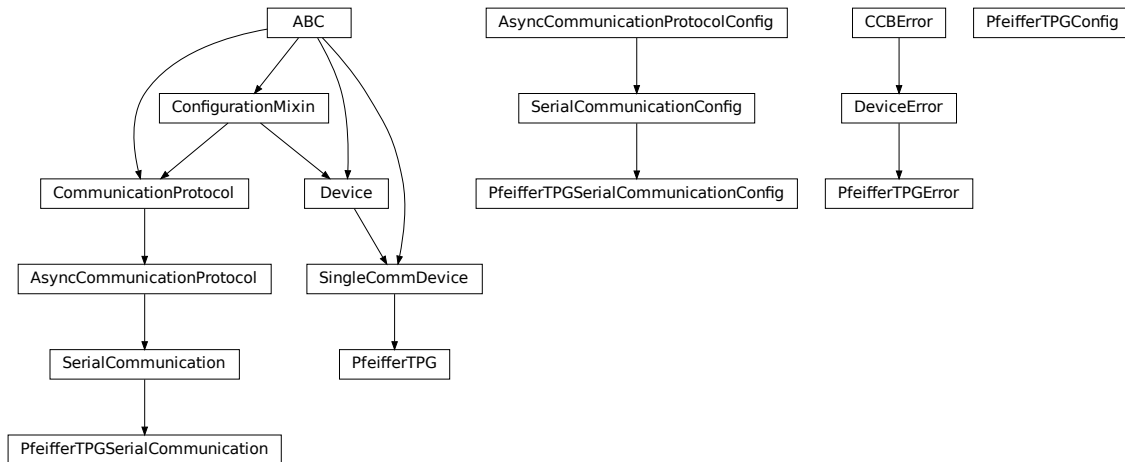 ABC
AsyncCommunicationProtocolConfig
CCBError
PfeifferTPGConfig
ConfigurationMixin
SerialCommunicationConfig
DeviceError
CommunicationProtocol
Device
PfeifferTPGSerialCommunicationConfig
PfeifferTPGError
AsyncCommunicationProtocol
SingleCommDevice
SerialCommunication
PfeifferTPG
PfeifferTPGSerialCommunication